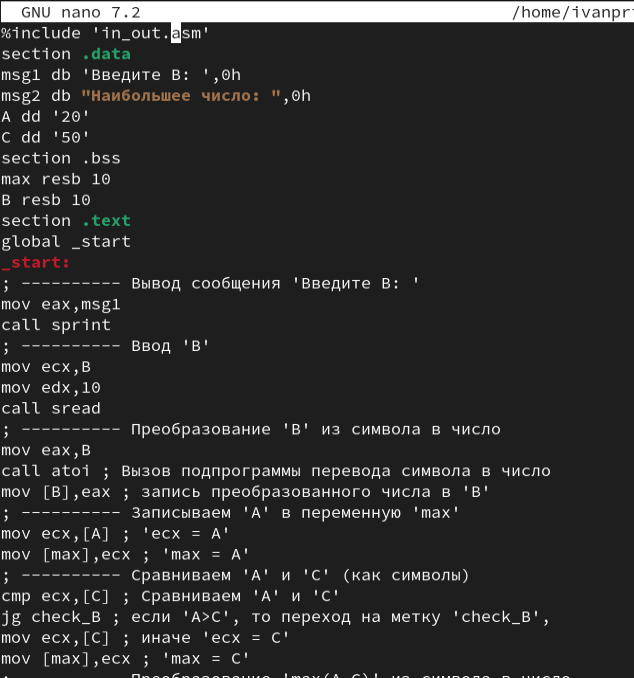 GNU nano 7.2 /home/ivanpr
%include 'in_out.asm'
section .data
msg1 db 'Введите B: ',0h
msg2 db "Наибольшее число: ",0h
A dd '20'
C dd '50'
section .bss
max resb 10
B resb 10
section .text
global _start
_start:
; ---------- Вывод сообщения 'Введите B: '
mov eax,msg1
call sprint
; ---------- Ввод 'B'
mov ecx,B
mov edx,10
call sread
; ---------- Преобразование 'B' из символа в число
mov eax,B
call atoi ; Вызов подпрограммы перевода символа в число
mov [B],eax ; запись преобразованного числа в 'B'
; ---------- Записываем 'A' в переменную 'max'
mov ecx,[A] ; 'ecx = A'
mov [max],ecx ; 'max = A'
; ---------- Сравниваем 'A' и 'С' (как символы)
cmp ecx,[C] ; Сравниваем 'A' и 'С'
jg check_B ; если 'A>C', то переход на метку 'check_B',
mov ecx,[C] ; иначе 'ecx = C'
mov [max],ecx ; 'max = C'
; ---------- Преобразование 'max(A,C)' из символа в число